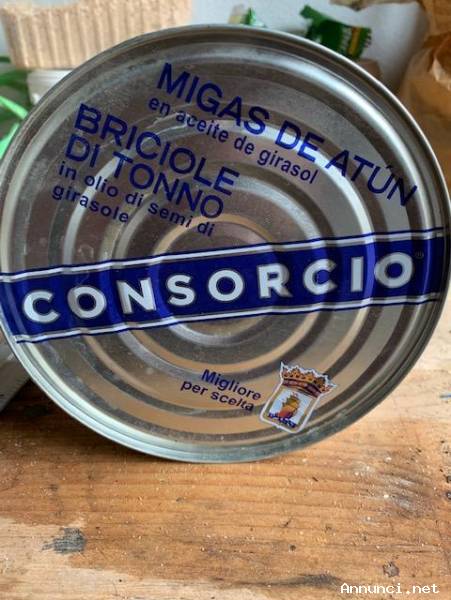 MIGAS DE ATÚN
en aceite de girasol
BRICIOLE
DI TONNO
in olio di semi di
girasole
CONSORCIO®
Migliore
per scelta
Annunci.net